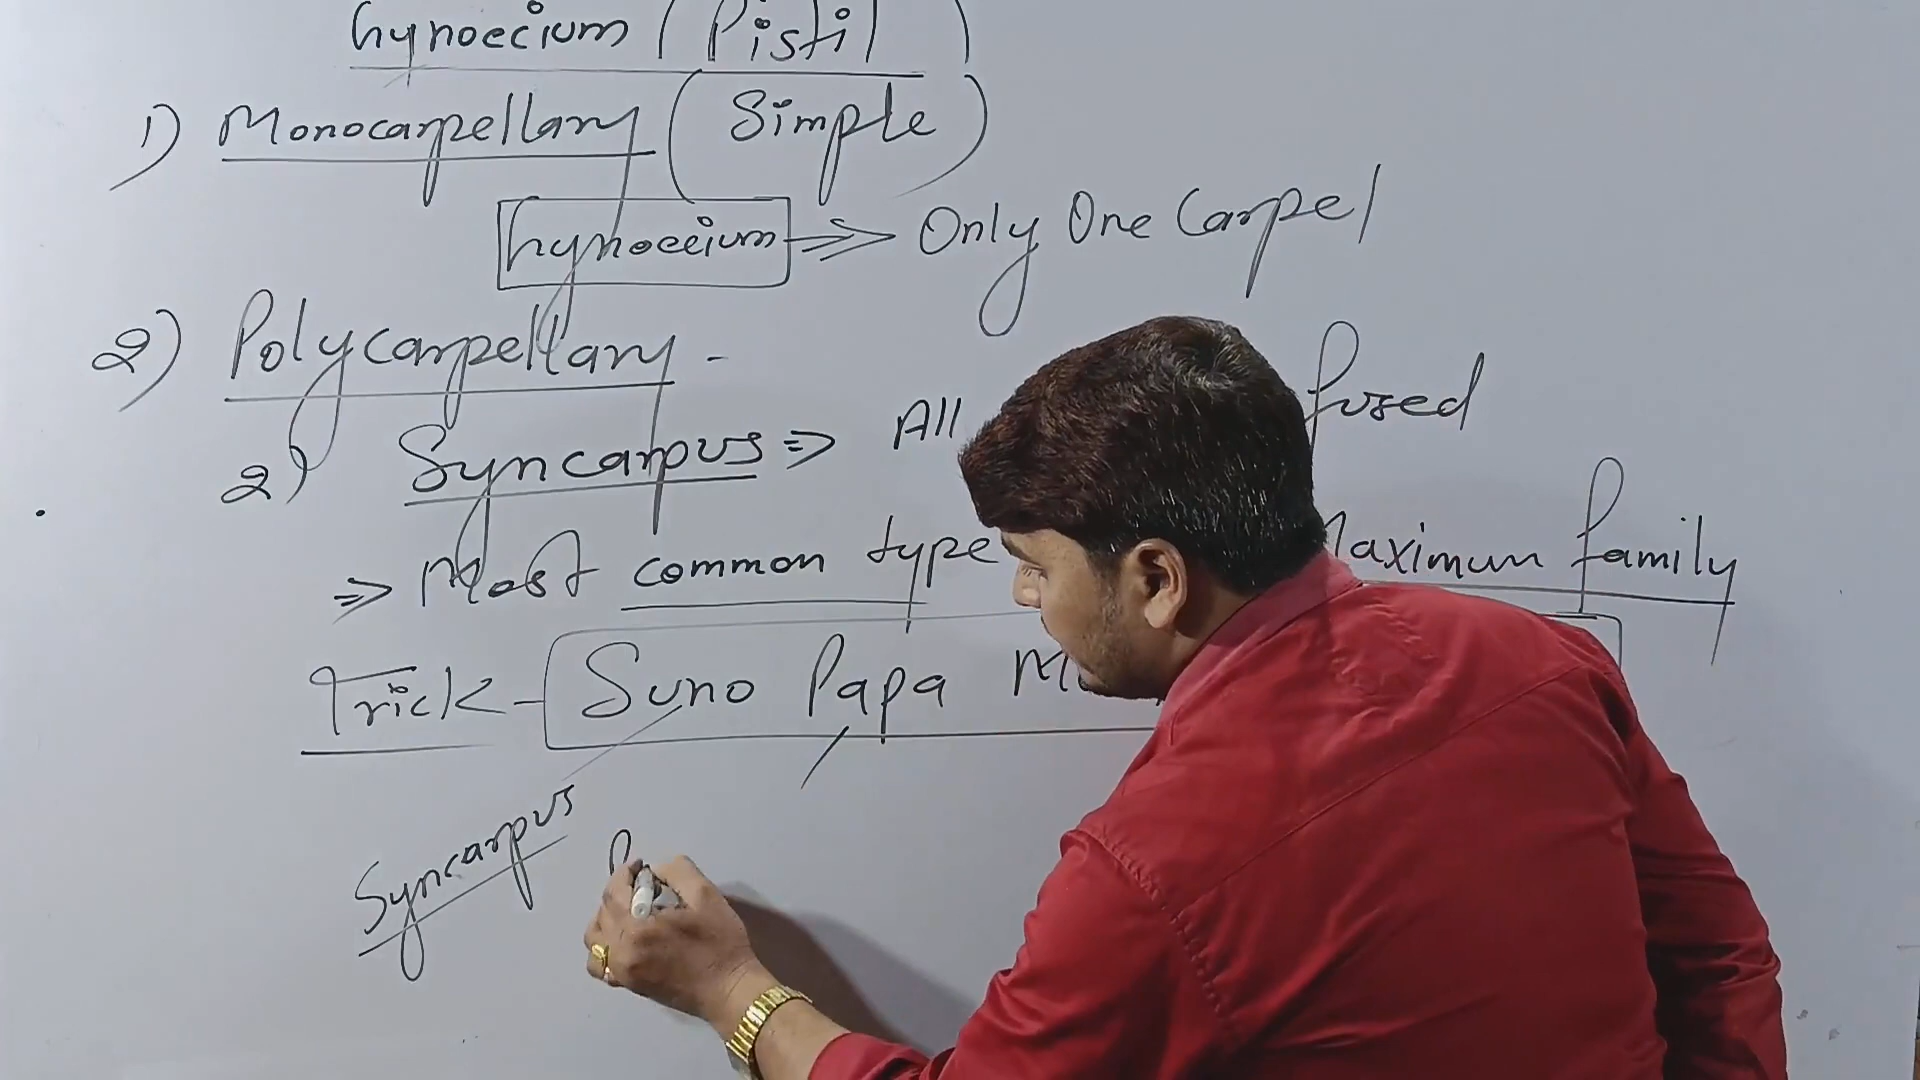 Gynoecium (Pistil)
1) Monocarpellary (Simple)
Gynoecium ⇒ Only One Carpel
2) Polycarpellary -
a) Syncarpus ⇒ All fused
⇒ Most common type Maximum family
Trick - Suno Papa
Syncarpus